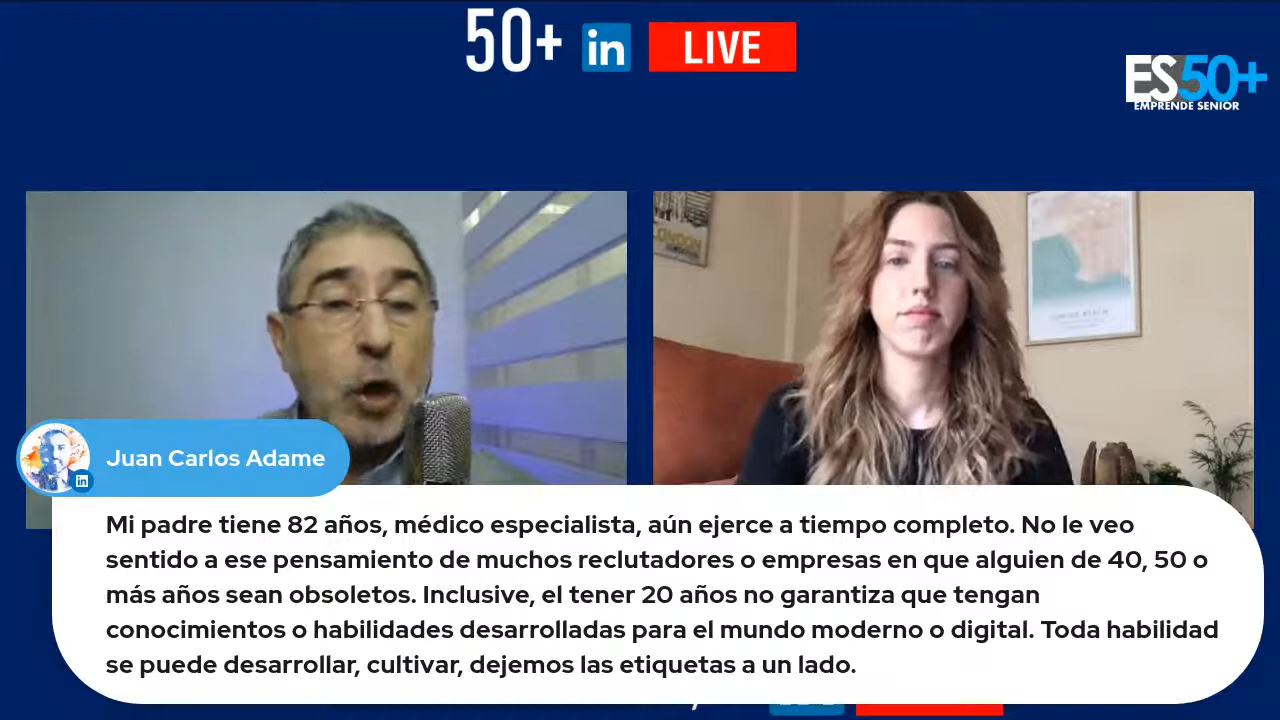 50+ in LIVE
ES50+
EMPRENDE SENIOR
LONDON
Juan Carlos Adame
in
Mi padre tiene 82 años, médico especialista, aún ejerce a tiempo completo. No le veo
sentido a ese pensamiento de muchos reclutadores o empresas en que alguien de 40, 50 o
más años sean obsoletos. Inclusive, el tener 20 años no garantiza que tengan
conocimientos o habilidades desarrolladas para el mundo moderno o digital. Toda habilidad
se puede desarrollar, cultivar, dejemos las etiquetas a un lado.